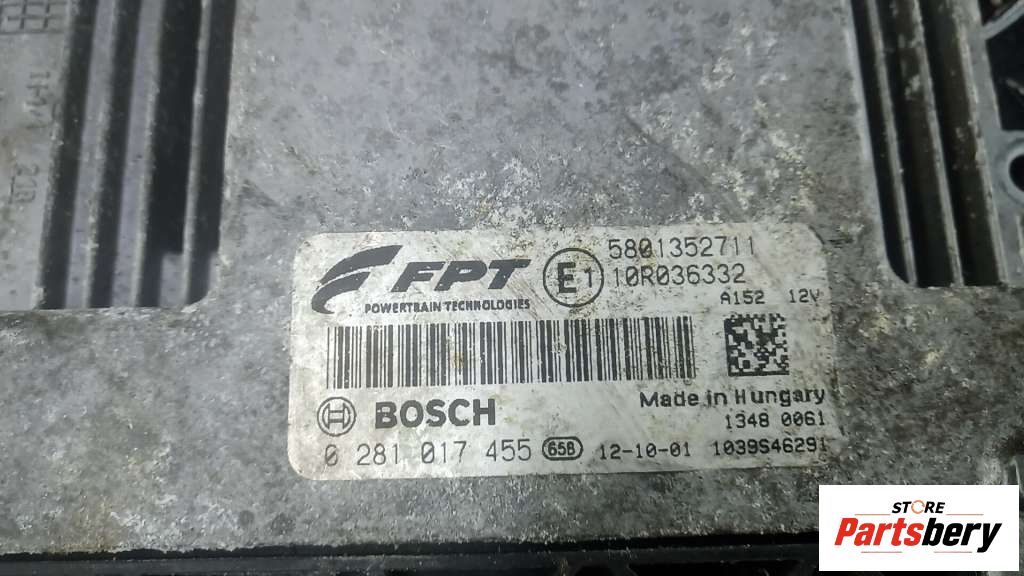 FPT
POWERTRAIN TECHNOLOGIES
E1
5801352711
10R036332
A152 12V
BOSCH
Made in Hungary
1348 0061
0 281 017 455 65B 12-10-01 1039S46291
STORE
Partsbery